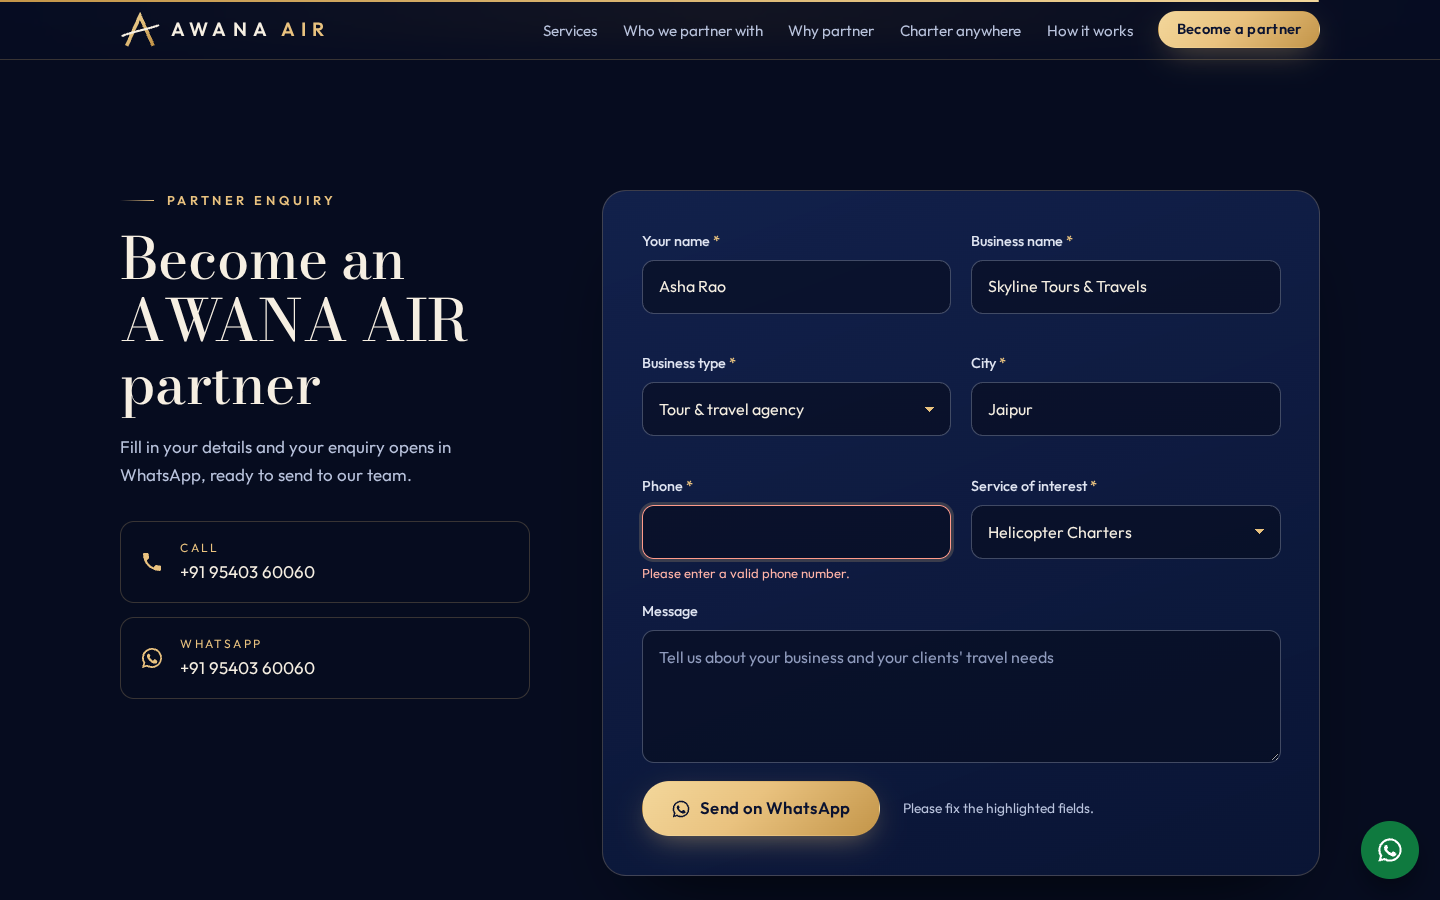 AWANA AIR
Services
Who we partner with
Why partner
Charter anywhere
How it works
Become a partner
PARTNER ENQUIRY
Become an
AWANA AIR
partner
Fill in your details and your enquiry opens in
WhatsApp, ready to send to our team.
CALL
+91 95403 60060
WHATSAPP
+91 95403 60060
Your name *
Asha Rao
Business name *
Skyline Tours & Travels
Business type *
Tour & travel agency
City *
Jaipur
Phone *
Please enter a valid phone number.
Service of interest *
Helicopter Charters
Message
Tell us about your business and your clients' travel needs
Send on WhatsApp
Please fix the highlighted fields.